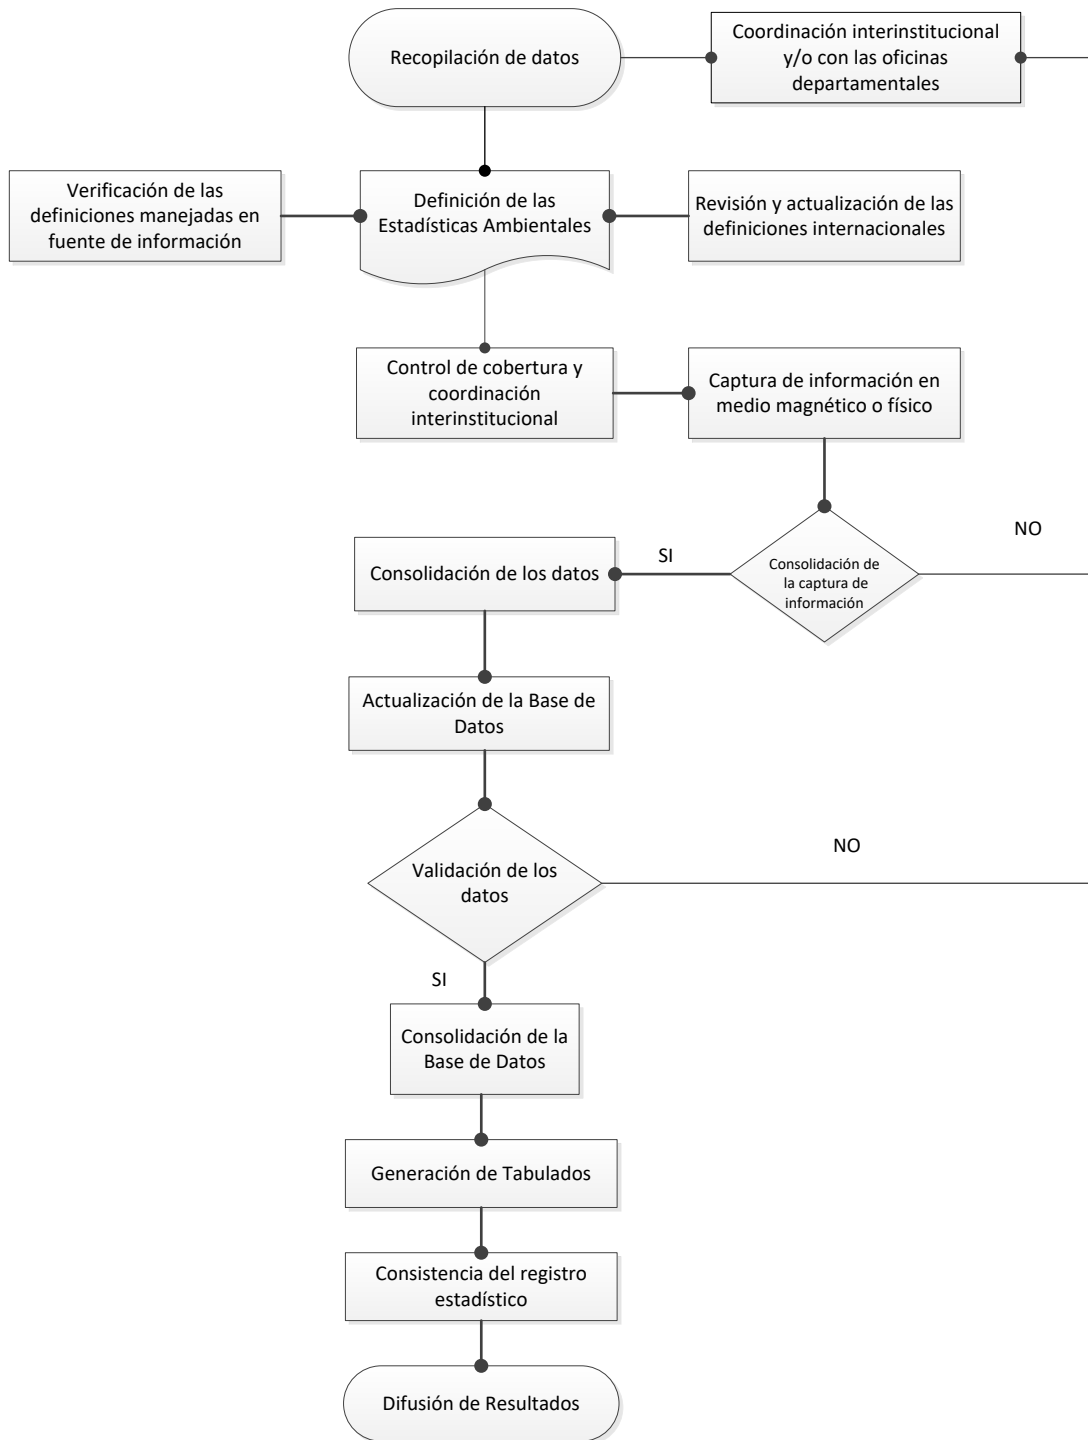 Recopilación de datos
Coordinación interinstitucional
y/o con las oficinas
departamentales
Verificación de las
definiciones manejadas en
fuente de información
Definición de las
Estadísticas Ambientales
Revisión y actualización de las
definiciones internacionales
Control de cobertura y
coordinación
interinstitucional
Captura de información en
medio magnético o físico
NO
SI
Consolidación de
la captura de
información
Consolidación de los datos
Actualización de la Base de
Datos
NO
Validación de los
datos
SI
Consolidación de la
Base de Datos
Generación de Tabulados
Consistencia del registro
estadístico
Difusión de Resultados